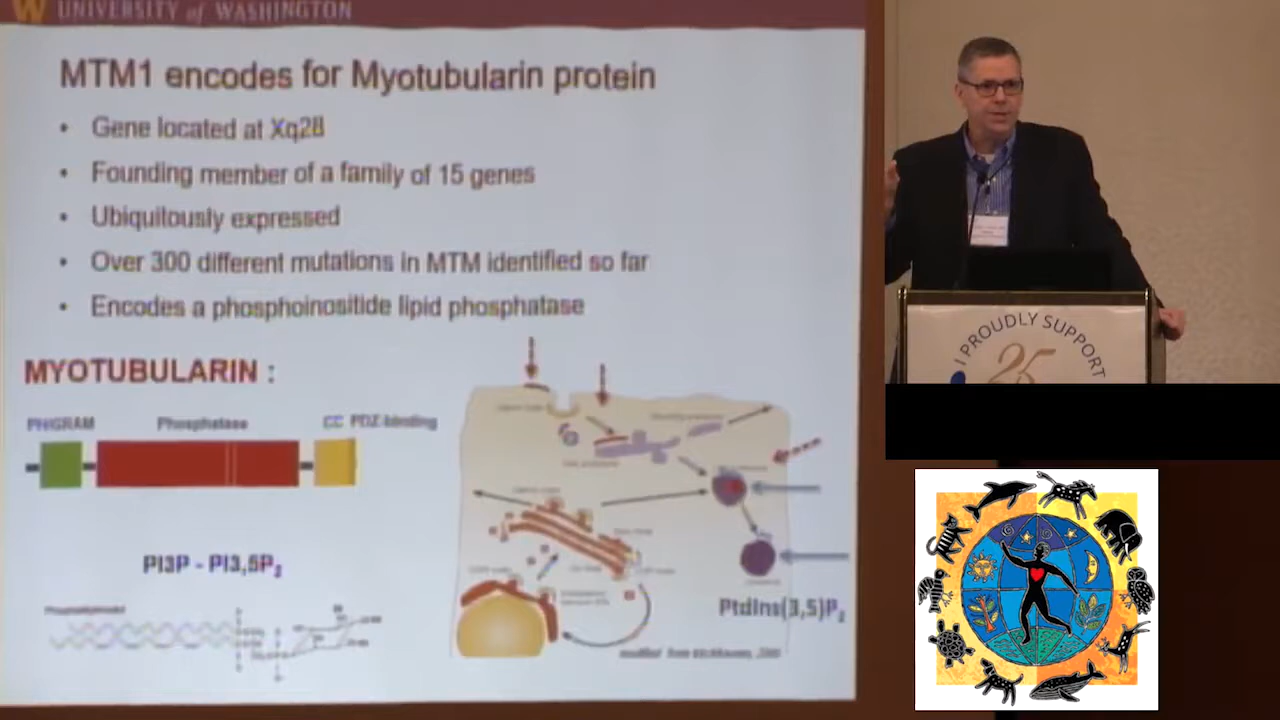 UNIVERSITY of WASHINGTON
MTM1 encodes for Myotubularin protein
• Gene located at Xq28
• Founding member of a family of 15 genes
• Ubiquitously expressed
• Over 300 different mutations in MTM identified so far
• Encodes a phosphoinositide lipid phosphatase
MYOTUBULARIN :
PH/GRAM Phosphatase CC PDZ-binding
PI3P - PI3,5P2
PtdIns(3,5)P2
I PROUDLY SUPPORT
25